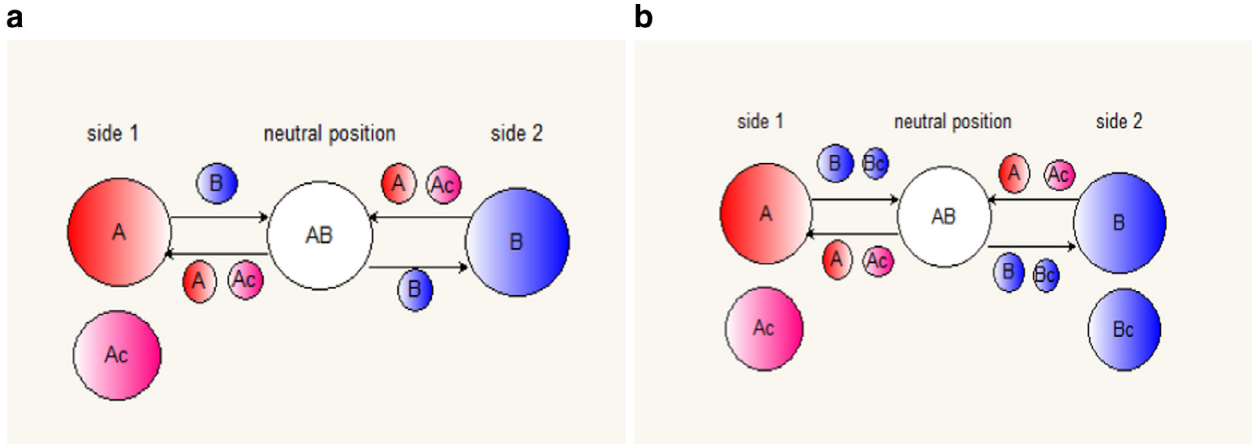 a
side 1 neutral position side 2
B A Ac
A AB B
A Ac B
Ac
b
side 1 neutral position side 2
B Bc A Ac
A AB B
A Ac B Bc
Ac Bc